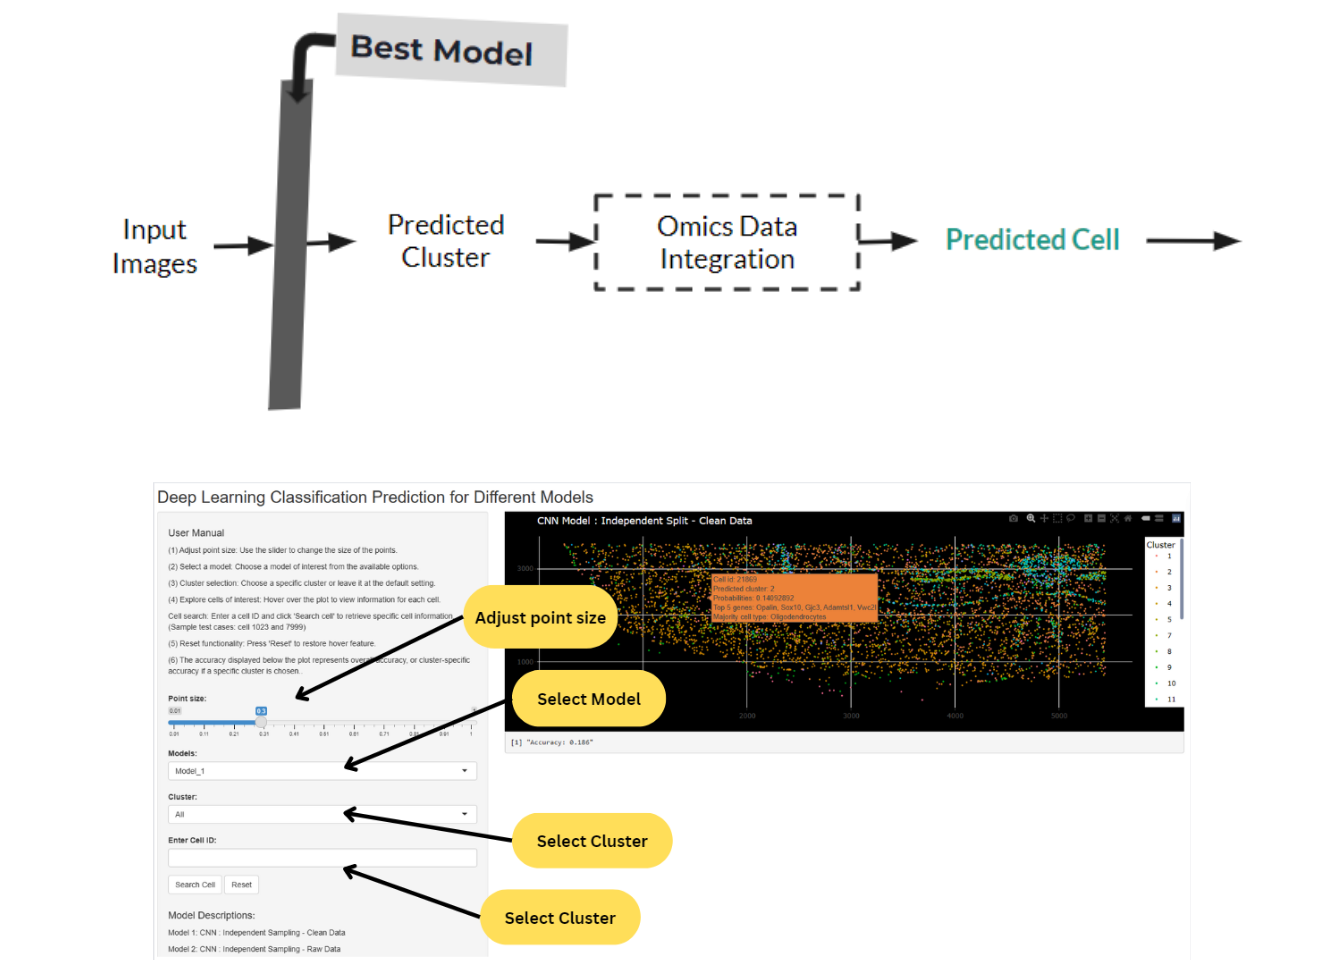 Best Model
Input
Images
Predicted
Cluster
Omics Data
Integration
Predicted Cell
Deep Learning Classification Prediction for Different Models
User Manual
(1) Adjust point size: Use the slider to change the size of the points.
(2) Select a model: Choose a model of interest from the available options.
(3) Cluster selection: Choose a specific cluster or leave it at the default setting.
(4) Explore cells of interest: Hover over the plot to view information for each cell.
Cell search: Enter a cell ID and click 'Search cell' to retrieve specific cell information.
(Sample test cases: cell 1023 and 7999)
(5) Reset functionality: Press 'Reset' to restore hover feature.
(6) The accuracy displayed below the plot represents overall accuracy, or cluster-specific
accuracy if a specific cluster is chosen..
Point size:
0.01 0.3
0.01 0.11 0.21 0.31 0.41 0.51 0.61 0.71 0.81 0.91 1
Models:
Model_1
Cluster:
All
Enter Cell ID:
Search Cell Reset
Model Descriptions:
Model 1: CNN : Independent Sampling - Clean Data
Model 2: CNN : Independent Sampling - Raw Data
Adjust point size
Select Model
Select Cluster
Select Cluster
CNN Model : Independent Split - Clean Data
3000
1000
2000 3000 4000 5000
Cell id: 21869
Predicted cluster: 2
Probabilities: 0.14092892
Top 5 genes: Opalin, Sox10, Gjc3, Adamtsl1, Vwc2l
Majority cell type: Oligodendrocytes
Cluster
1
2
3
4
5
7
8
9
10
11
[1] "Accuracy: 0.186"